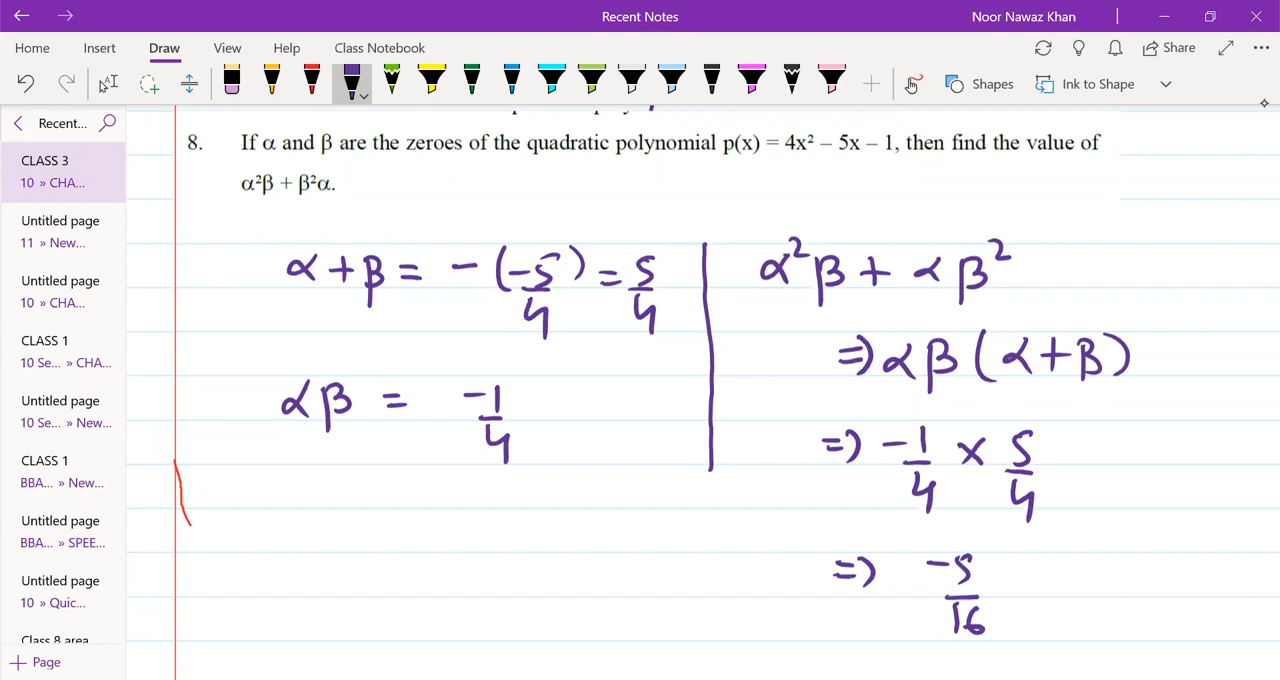 Recent Notes
Noor Nawaz Khan
Home Insert Draw View Help Class Notebook
Share
Shapes
Ink to Shape
Recent...
CLASS 3
10 » CHA...
Untitled page
11 » New...
Untitled page
10 » CHA...
CLASS 1
10 Se... » CHA...
Untitled page
10 Se... » New...
CLASS 1
BBA... » New...
Untitled page
BBA... » SPEE...
Untitled page
10 » Quic...
Class 8 area
+ Page
8. If α and β are the zeroes of the quadratic polynomial p(x) = 4x² – 5x – 1, then find the value of
α²β + β²α.
α + β = -(-5)/4 = 5/4
αβ = -1/4
α²β + αβ²
=> αβ(α+β)
=> -1/4 × 5/4
=> -5/16